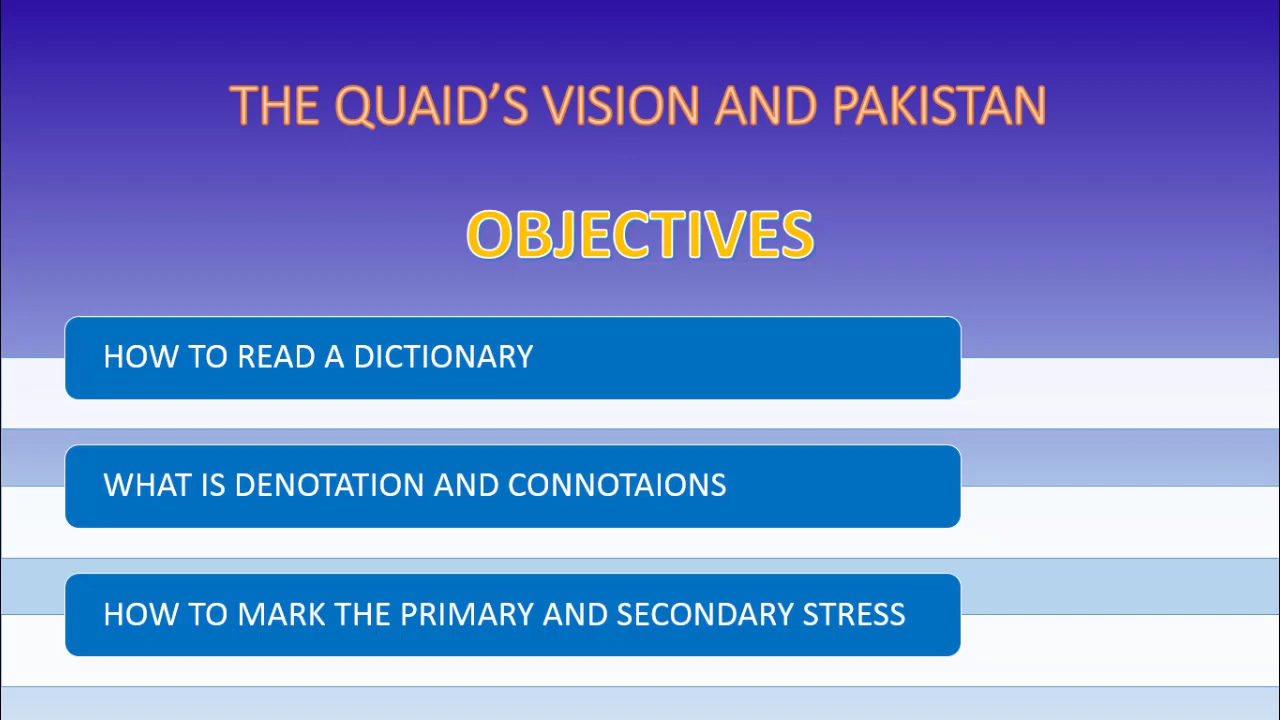 THE QUAID’S VISION AND PAKISTAN
OBJECTIVES
HOW TO READ A DICTIONARY
WHAT IS DENOTATION AND CONNOTAIONS
HOW TO MARK THE PRIMARY AND SECONDARY STRESS